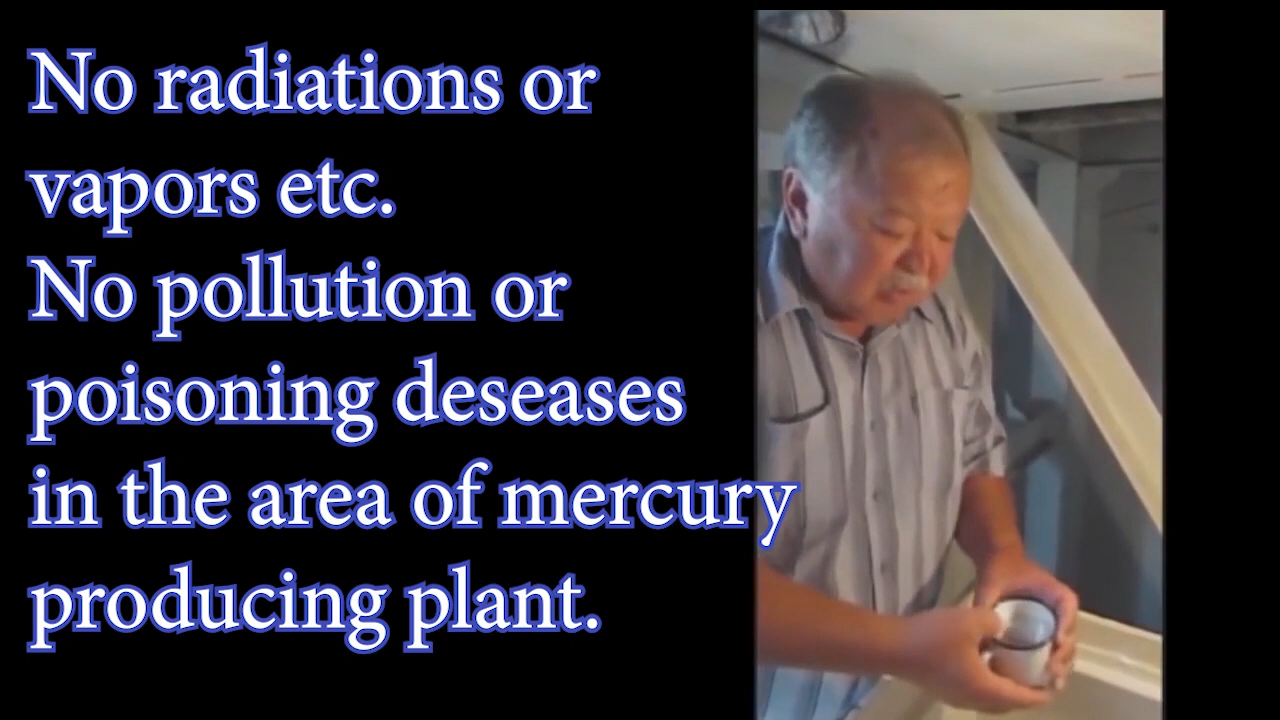 No radiations or
vapors etc.
No pollution or
poisoning deseases
in the area of mercury
producing plant.